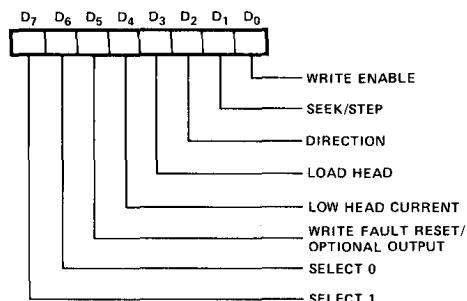 D7 D6 D5 D4 D3 D2 D1 D0
WRITE ENABLE
SEEK/STEP
DIRECTION
LOAD HEAD
LOW HEAD CURRENT
WRITE FAULT RESET/
OPTIONAL OUTPUT
SELECT 0
SELECT 1